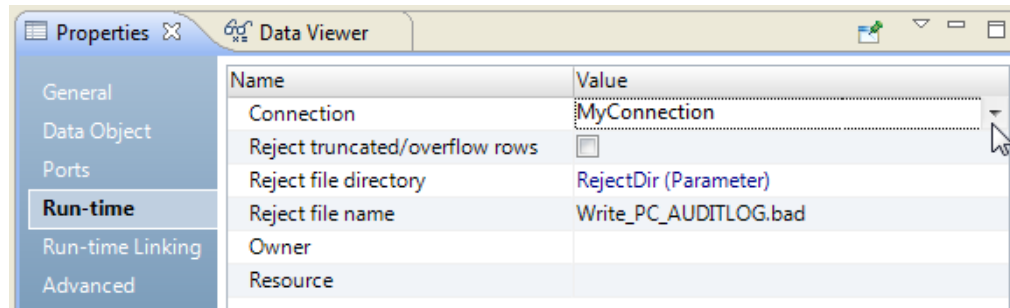 Properties Data Viewer
General
Data Object
Ports
Run-time
Run-time Linking
Advanced
Name Value
Connection MyConnection
Reject truncated/overflow rows
Reject file directory RejectDir (Parameter)
Reject file name Write_PC_AUDITLOG.bad
Owner
Resource